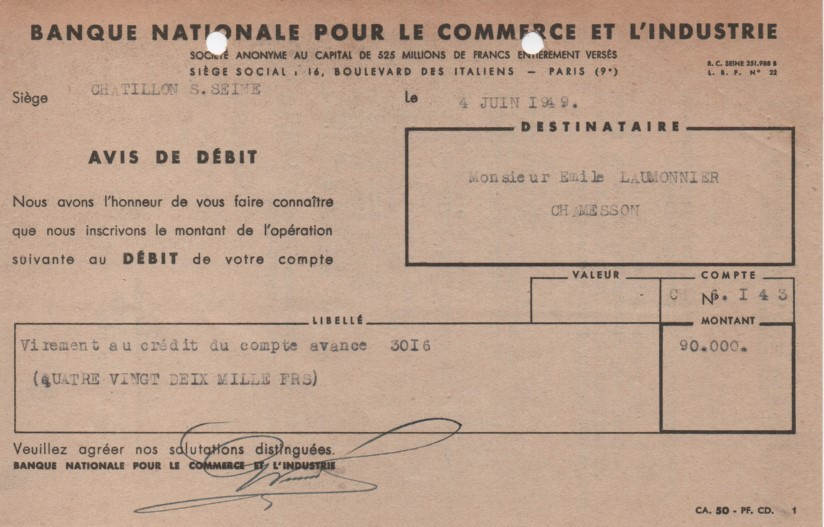 BANQUE NATIONALE POUR LE COMMERCE ET L'INDUSTRIE
SOCIÉTÉ ANONYME AU CAPITAL DE 525 MILLIONS DE FRANCS ENTIÈREMENT VERSÉS
SIÈGE SOCIAL : 16, BOULEVARD DES ITALIENS — PARIS (9e)
R. C. SEINE 251.988 B
L. B. F. N° 22
Siège CHATILLON S.SEINE
Le 4 JUIN I949.
AVIS DE DÉBIT
Nous avons l'honneur de vous faire connaître
que nous inscrivons le montant de l'opération
suivante au DÉBIT de votre compte
DESTINATAIRE
Monsieur Emile LAUMONNIER
CHAMESSON
VALEUR
COMPTE
N° CH 6. I43
LIBELLÉ
MONTANT
Virement au crédit du compte avance 30I6
90.000.
(QUATRE VINGT DEIX MILLE FRS)
Veuillez agréer nos salutations distinguées.
BANQUE NATIONALE POUR LE COMMERCE ET L'INDUSTRIE
CA. 50 - PF. CD. 1